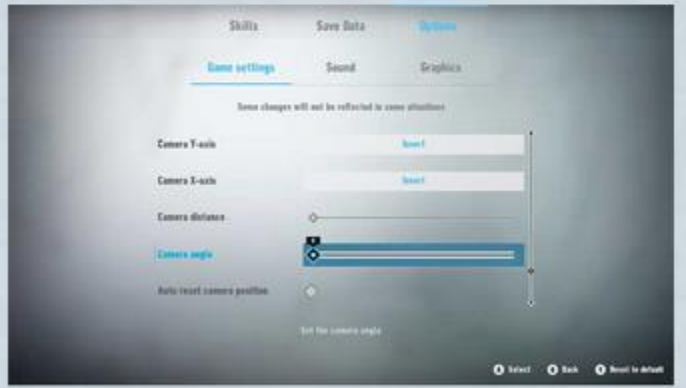 Skills Save Data Options
Game settings Sound Graphics
Some changes will not be reflected in some situations
Camera Y-axis Invert
Camera X-axis Invert
Camera distance
0
Camera angle
Auto reset camera position
Set the camera angle
Select Back Reset to default